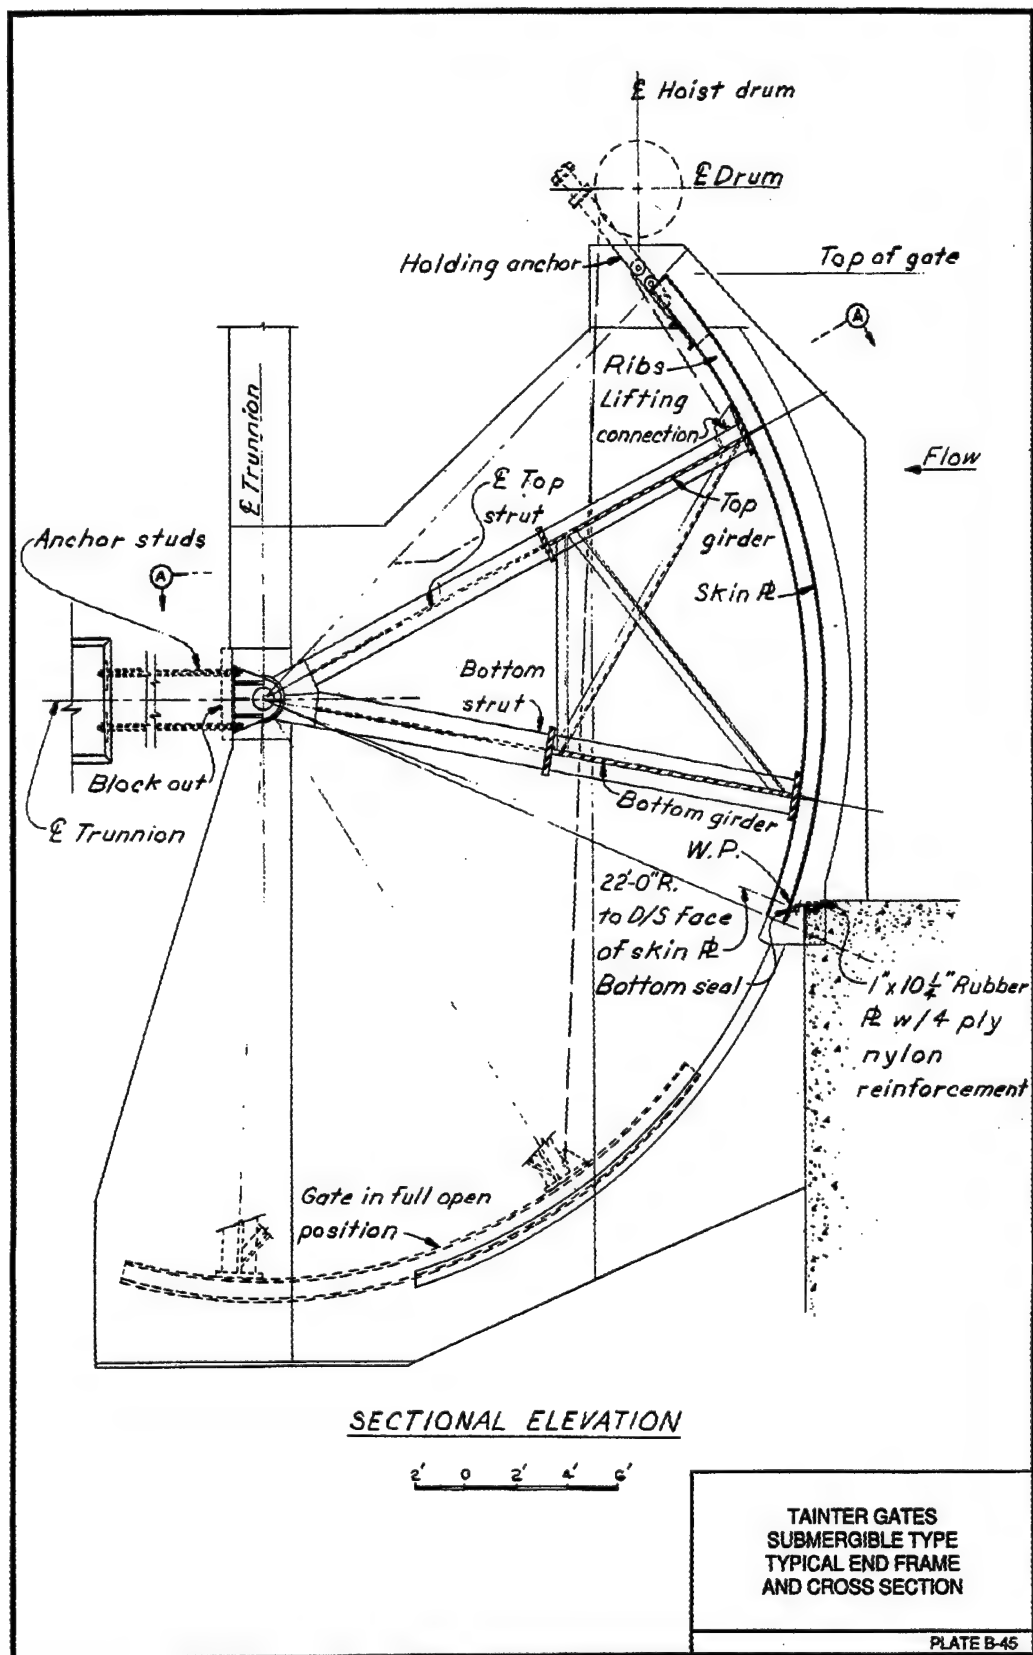 ℄ Hoist drum
℄ Drum
Holding anchor
Top of gate
A
Ribs
Lifting
connection
℄ Trunnion
Flow
℄ Top
strut
Top
girder
Anchor studs
A
Skin ⅊
Bottom
strut
Block out
Bottom girder
℄ Trunnion
W.P.
22'-0"R.
to D/S face
of skin ⅊
Bottom seal
1"x10¼" Rubber
⅊ w/4 ply
nylon
reinforcement
Gate in full open
position
SECTIONAL ELEVATION
2' 0 2' 4' 6'
TAINTER GATES
SUBMERGIBLE TYPE
TYPICAL END FRAME
AND CROSS SECTION
PLATE B-45